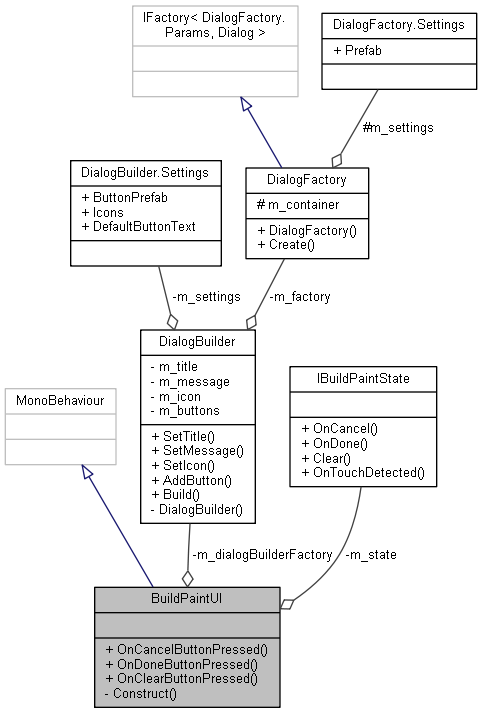 IFactory< DialogFactory.
Params, Dialog >
DialogFactory.Settings
+ Prefab
#m_settings
DialogBuilder.Settings
+ ButtonPrefab
+ Icons
+ DefaultButtonText
DialogFactory
# m_container
+ DialogFactory()
+ Create()
-m_settings
-m_factory
DialogBuilder
- m_title
- m_message
- m_icon
- m_buttons
+ SetTitle()
+ SetMessage()
+ SetIcon()
+ AddButton()
+ Build()
- DialogBuilder()
IBuildPaintState
+ OnCancel()
+ OnDone()
+ Clear()
+ OnTouchDetected()
MonoBehaviour
-m_dialogBuilderFactory
-m_state
BuildPaintUI
+ OnCancelButtonPressed()
+ OnDoneButtonPressed()
+ OnClearButtonPressed()
- Construct()